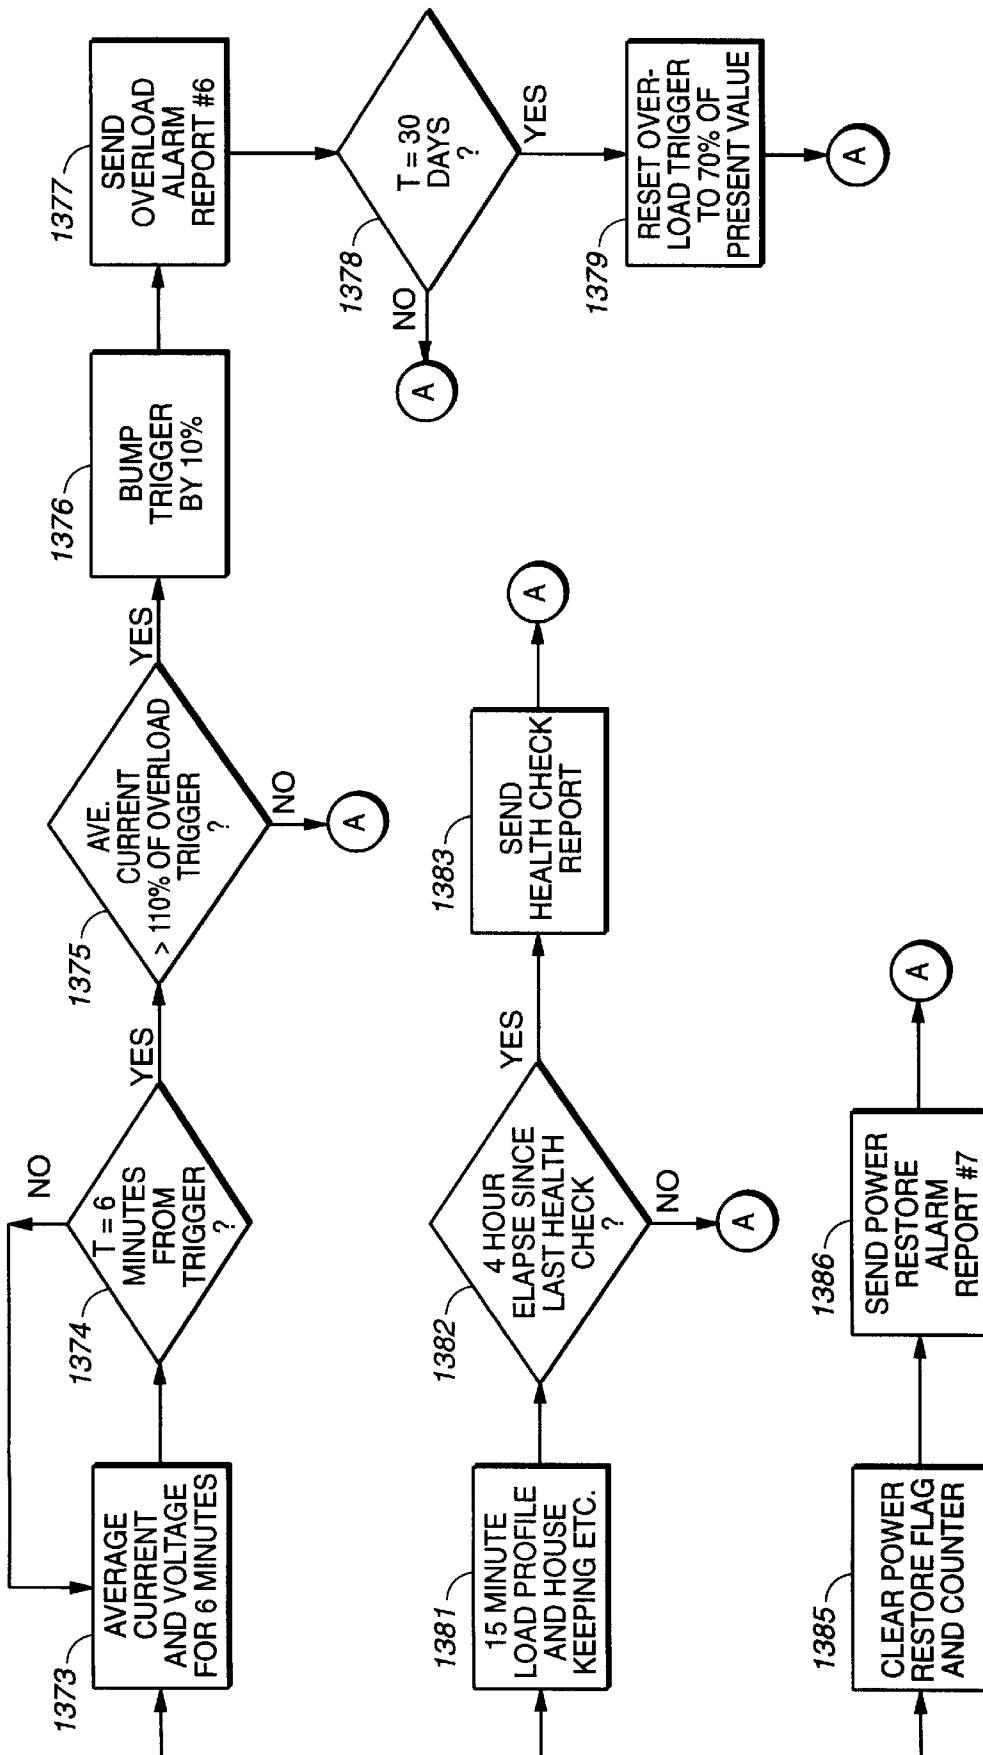 1373
AVERAGE
CURRENT
AND VOLTAGE
FOR 6 MINUTES
1374
T = 6
MINUTES
FROM
TRIGGER
?
NO
YES
1375
AVE.
CURRENT
> 110% OF OVERLOAD
TRIGGER
?
NO
A
YES
1376
BUMP
TRIGGER
BY 10%
1377
SEND
OVERLOAD
ALARM
REPORT #6
1378
T = 30
DAYS
?
NO
A
YES
1379
RESET OVER-
LOAD TRIGGER
TO 70% OF
PRESENT VALUE
A
1381
15 MINUTE
LOAD PROFILE
AND HOUSE
KEEPING ETC.
1382
4 HOUR
ELAPSE SINCE
LAST HEALTH
CHECK
?
NO
A
YES
1383
SEND
HEALTH CHECK
REPORT
A
1385
CLEAR POWER
RESTORE FLAG
AND COUNTER
1386
SEND POWER
RESTORE
ALARM
REPORT #7
A